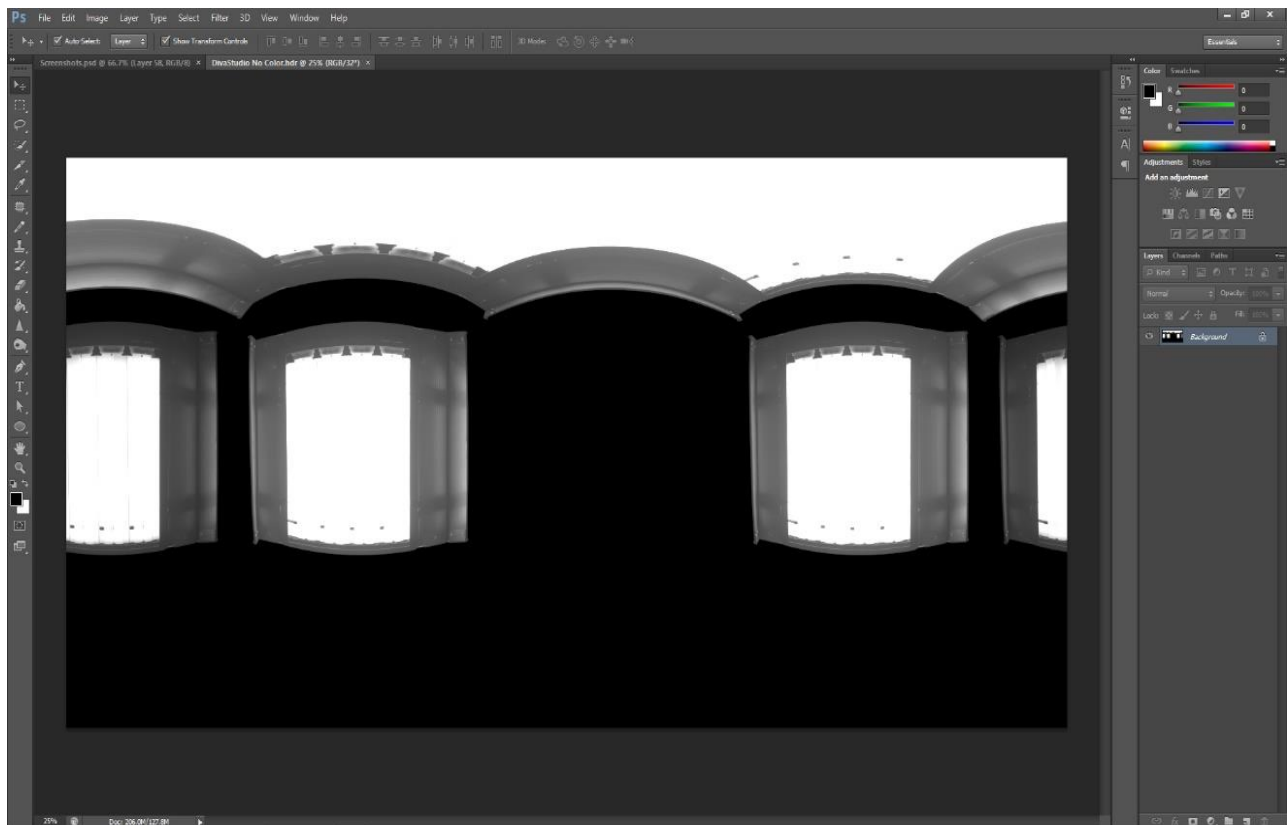 Ps File Edit Image Layer Type Select Filter 3D View Window Help
Auto-Select: Layer Show Transform Controls 3D Mode: Essentials
Screenshots.psd @ 66.7% (Layer 58, RGB/8) × DivaStudio No Color.hdr @ 25% (RGB/32*) ×
Color Swatches
R 0
G 0
B 0
Adjustments Styles
Add an adjustment
Layers Channels Paths
Kind
Normal Opacity: 100%
Lock: Fill: 100%
Background
25% Doc: 206.0M/127.8M